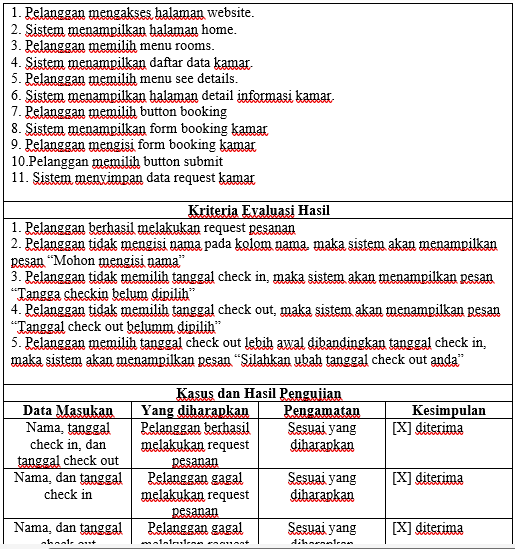 1. Pelanggan mengakses halaman website.
2. Sistem menampilkan halaman home.
3. Pelanggan memilih menu rooms.
4. Sistem menampilkan daftar data kamar.
5. Pelanggan memilih menu see details.
6. Sistem menampilkan halaman detail informasi kamar.
7. Pelanggan memilih button booking
8. Sistem menampilkan form booking kamar
9. Pelanggan mengisi form booking kamar
10.Pelanggan memilih button submit
11. Sistem menyimpan data request kamar
Kriteria Evaluasi Hasil
1. Pelanggan berhasil melakukan request pesanan
2. Pelanggan tidak mengisi nama pada kolom nama, maka sistem akan menampilkan
pesan “Mohon mengisi nama”
3. Pelanggan tidak memilih tanggal check in, maka sistem akan menampilkan pesan
“Tangga checkin belum dipilih”
4. Pelanggan tidak memilih tanggal check out, maka sistem akan menampilkan pesan
“Tanggal check out belumm dipilih”
5. Pelanggan memilih tanggal check out lebih awal dibandingkan tanggal check in,
maka sistem akan menampilkan pesan “Silahkan ubah tanggal check out anda”
Kasus dan Hasil Pengujian
Data Masukan Yang diharapkan Pengamatan Kesimpulan
Nama, tanggal Pelanggan berhasil Sesuai yang [X] diterima
check in, dan melakukan request diharapkan
tanggal check out pesanan
Nama, dan tanggal Pelanggan gagal Sesuai yang [X] diterima
check in melakukan request diharapkan
pesanan
Nama, dan tanggal Pelanggan gagal Sesuai yang [X] diterima
check out melakukan request diharapkan